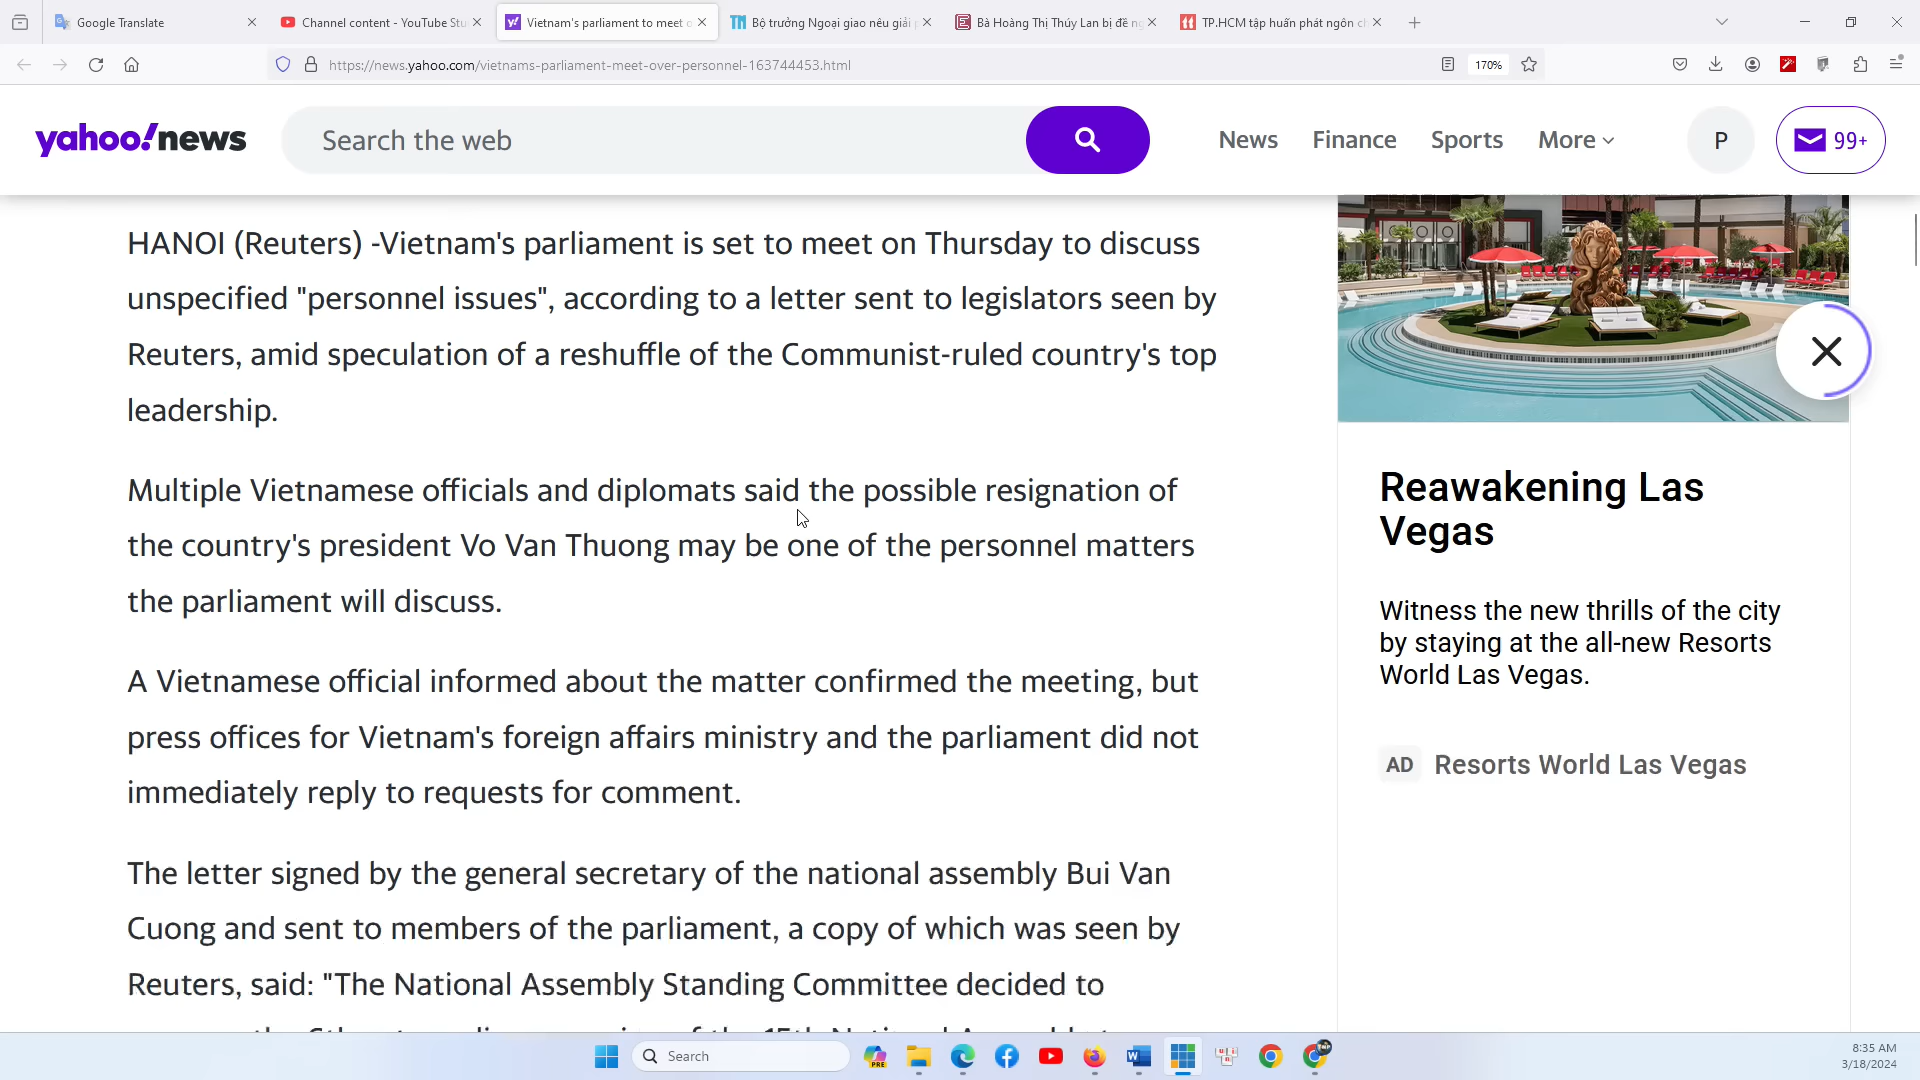 Google Translate
Channel content - YouTube Stu
Vietnam's parliament to meet o
Bộ trưởng Ngoại giao nêu giải p
Bà Hoàng Thị Thúy Lan bị đề ng
TP.HCM tập huấn phát ngôn ch
https://news.yahoo.com/vietnams-parliament-meet-over-personnel-163744453.html
170%
yahoo!news
Search the web
News Finance Sports More
P
99+
HANOI (Reuters) -Vietnam's parliament is set to meet on Thursday to discuss
unspecified "personnel issues", according to a letter sent to legislators seen by
Reuters, amid speculation of a reshuffle of the Communist-ruled country's top
leadership.
Multiple Vietnamese officials and diplomats said the possible resignation of
the country's president Vo Van Thuong may be one of the personnel matters
the parliament will discuss.
A Vietnamese official informed about the matter confirmed the meeting, but
press offices for Vietnam's foreign affairs ministry and the parliament did not
immediately reply to requests for comment.
The letter signed by the general secretary of the national assembly Bui Van
Cuong and sent to members of the parliament, a copy of which was seen by
Reuters, said: "The National Assembly Standing Committee decided to
Reawakening Las
Vegas
Witness the new thrills of the city
by staying at the all-new Resorts
World Las Vegas.
AD Resorts World Las Vegas
Search
8:35 AM
3/18/2024